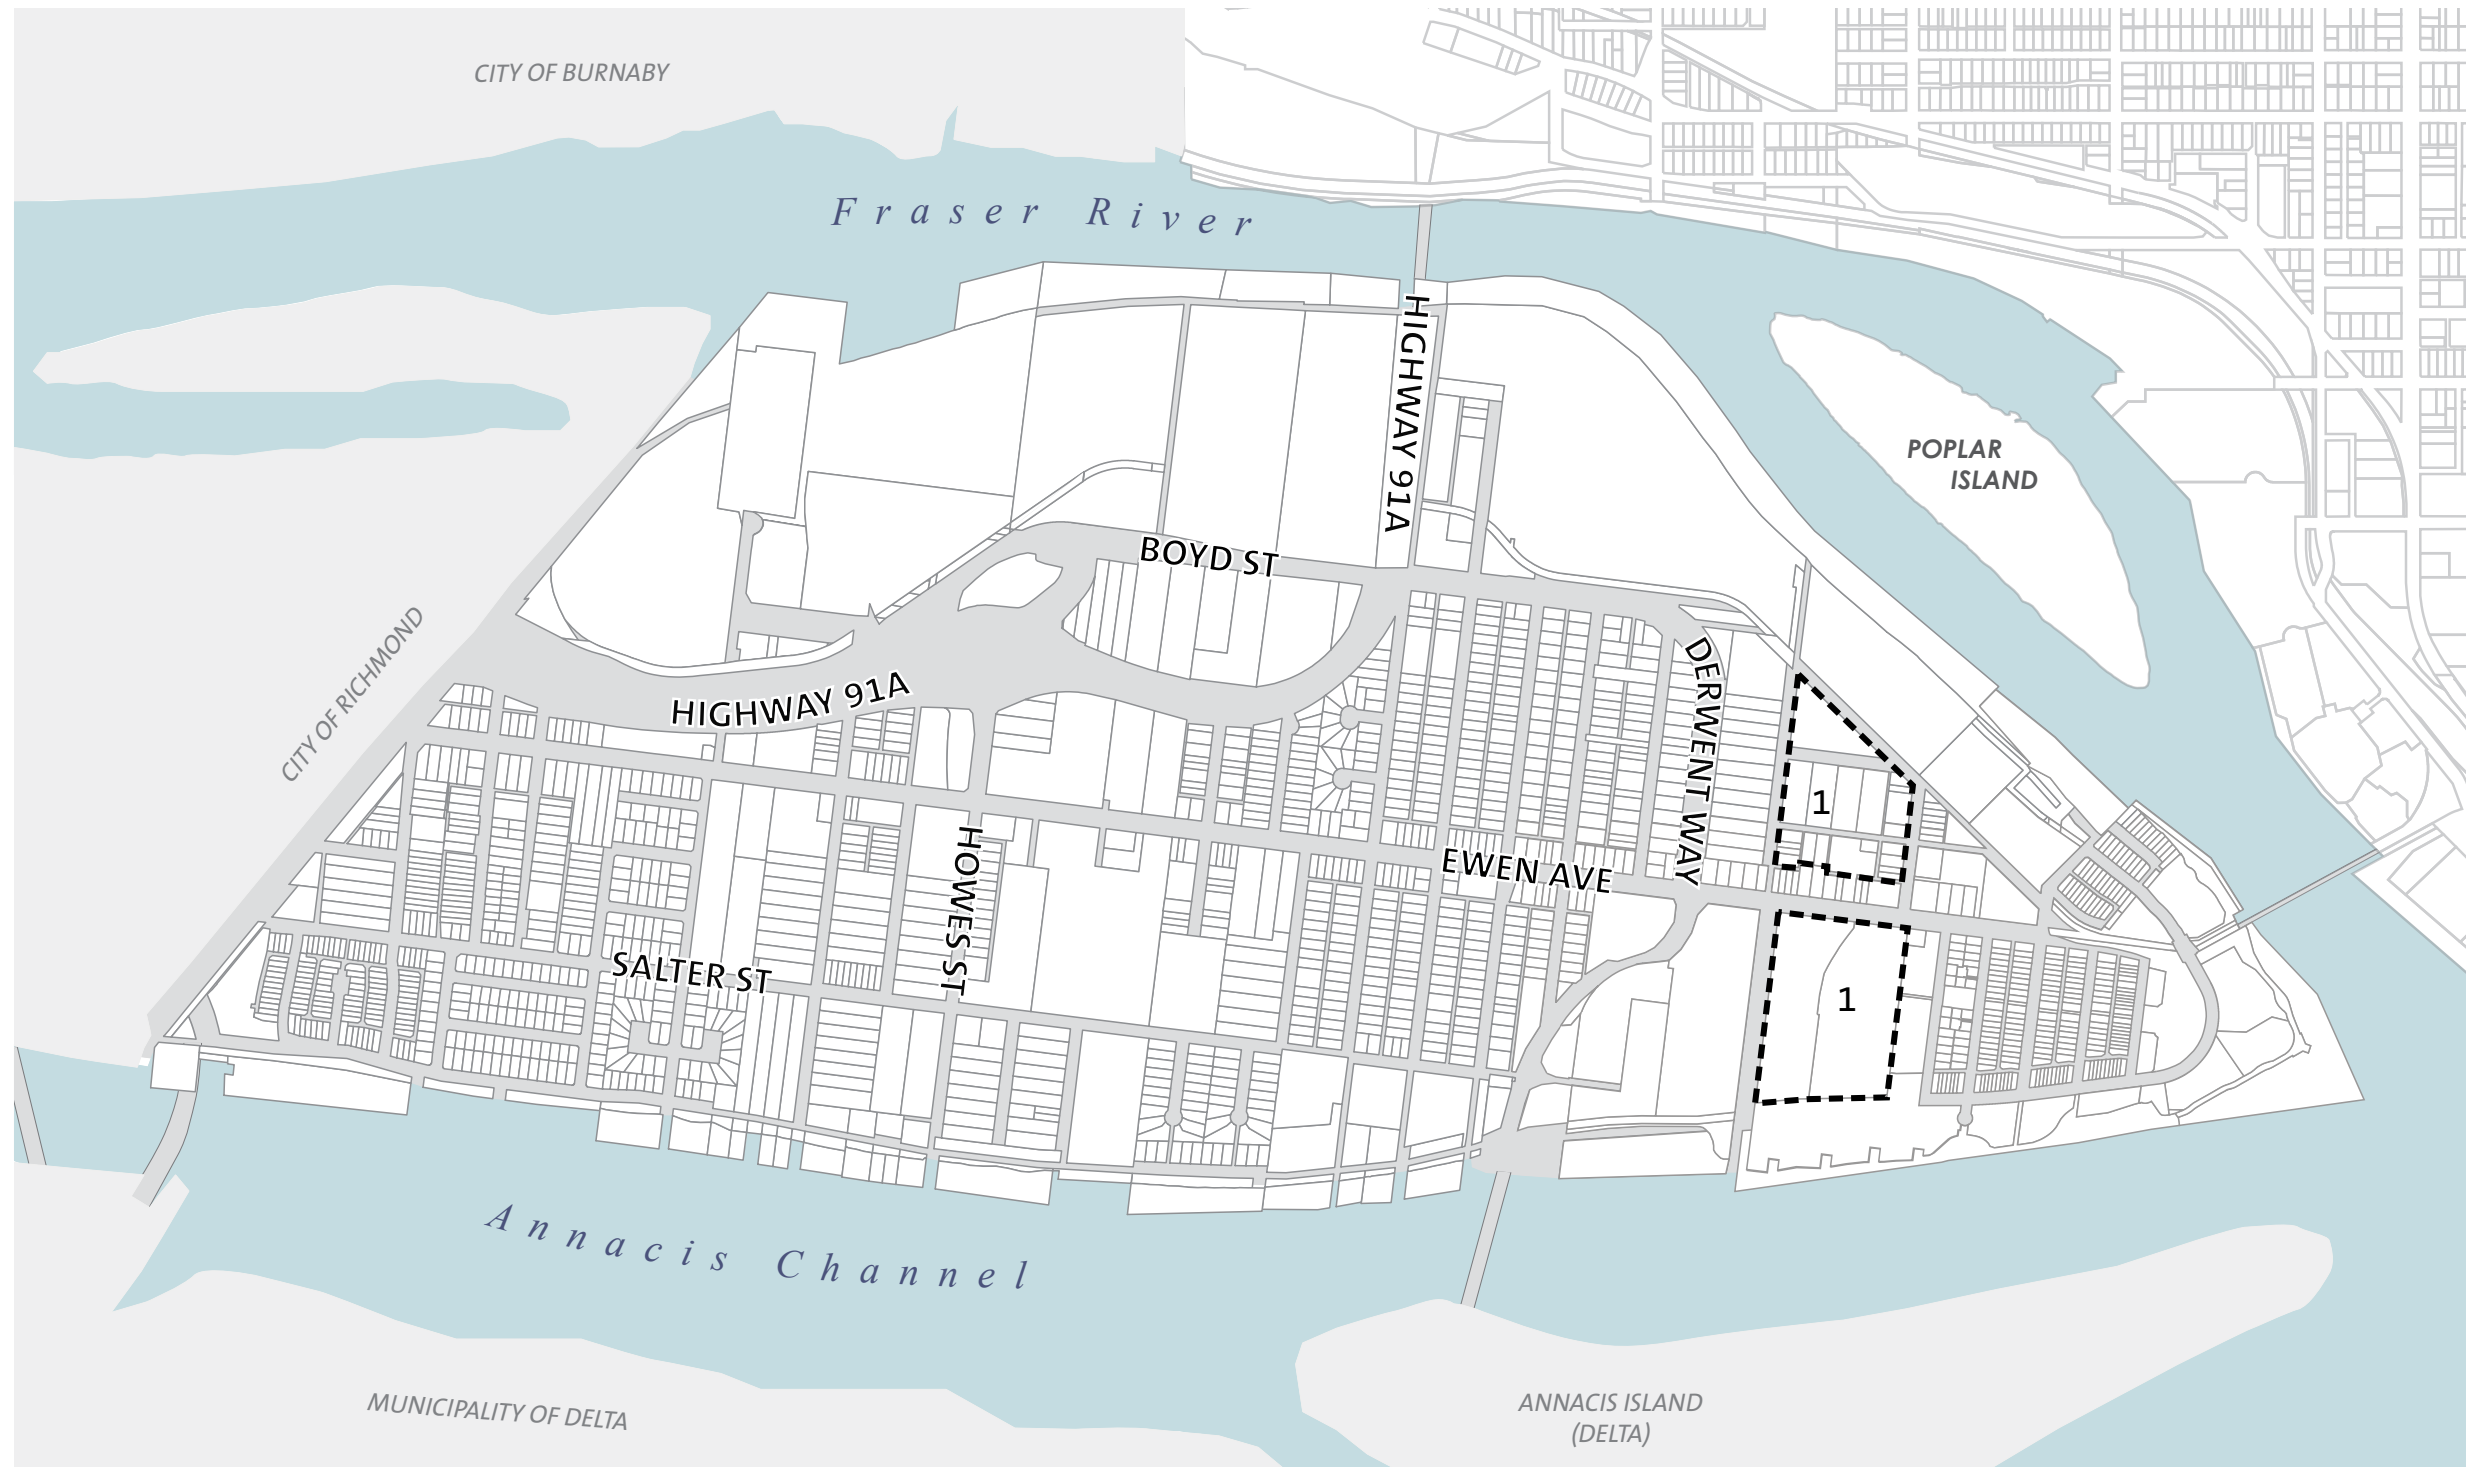 CITY OF BURNABY
Fraser River
HIGHWAY 91A
POPLAR
ISLAND
BOYD ST
CITY OF RICHMOND
HIGHWAY 91A
DERWENT WAY
1
HOWES ST
EWEN AVE
SALTER ST
1
Annacis Channel
MUNICIPALITY OF DELTA
ANNACIS ISLAND
(DELTA)